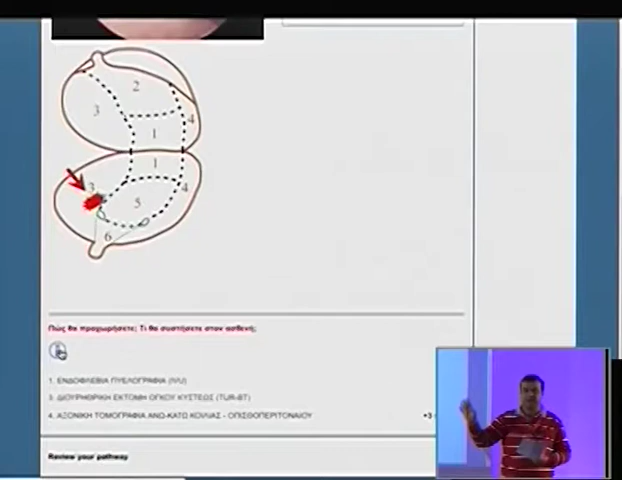 2
3
4
1
1
3
4
5
6
Πώς θα προχωρήσετε; Τι θα συστήσετε στον ασθενή;
1. ΕΝΔΟΦΛΕΒΙΑ ΠΥΕΛΟΓΡΑΦΙΑ (IVU)
3. ΔΙΟΥΡΗΘΡΙΚΗ ΕΚΤΟΜΗ ΟΓΚΟΥ ΚΥΣΤΕΩΣ (TUR-BT)
4. ΑΞΟΝΙΚΗ ΤΟΜΟΓΡΑΦΙΑ ΑΝΩ-ΚΑΤΩ ΚΟΙΛΙΑΣ - ΟΠΙΣΘΟΠΕΡΙΤΟΝΑΙΟΥ +3
Review your pathway